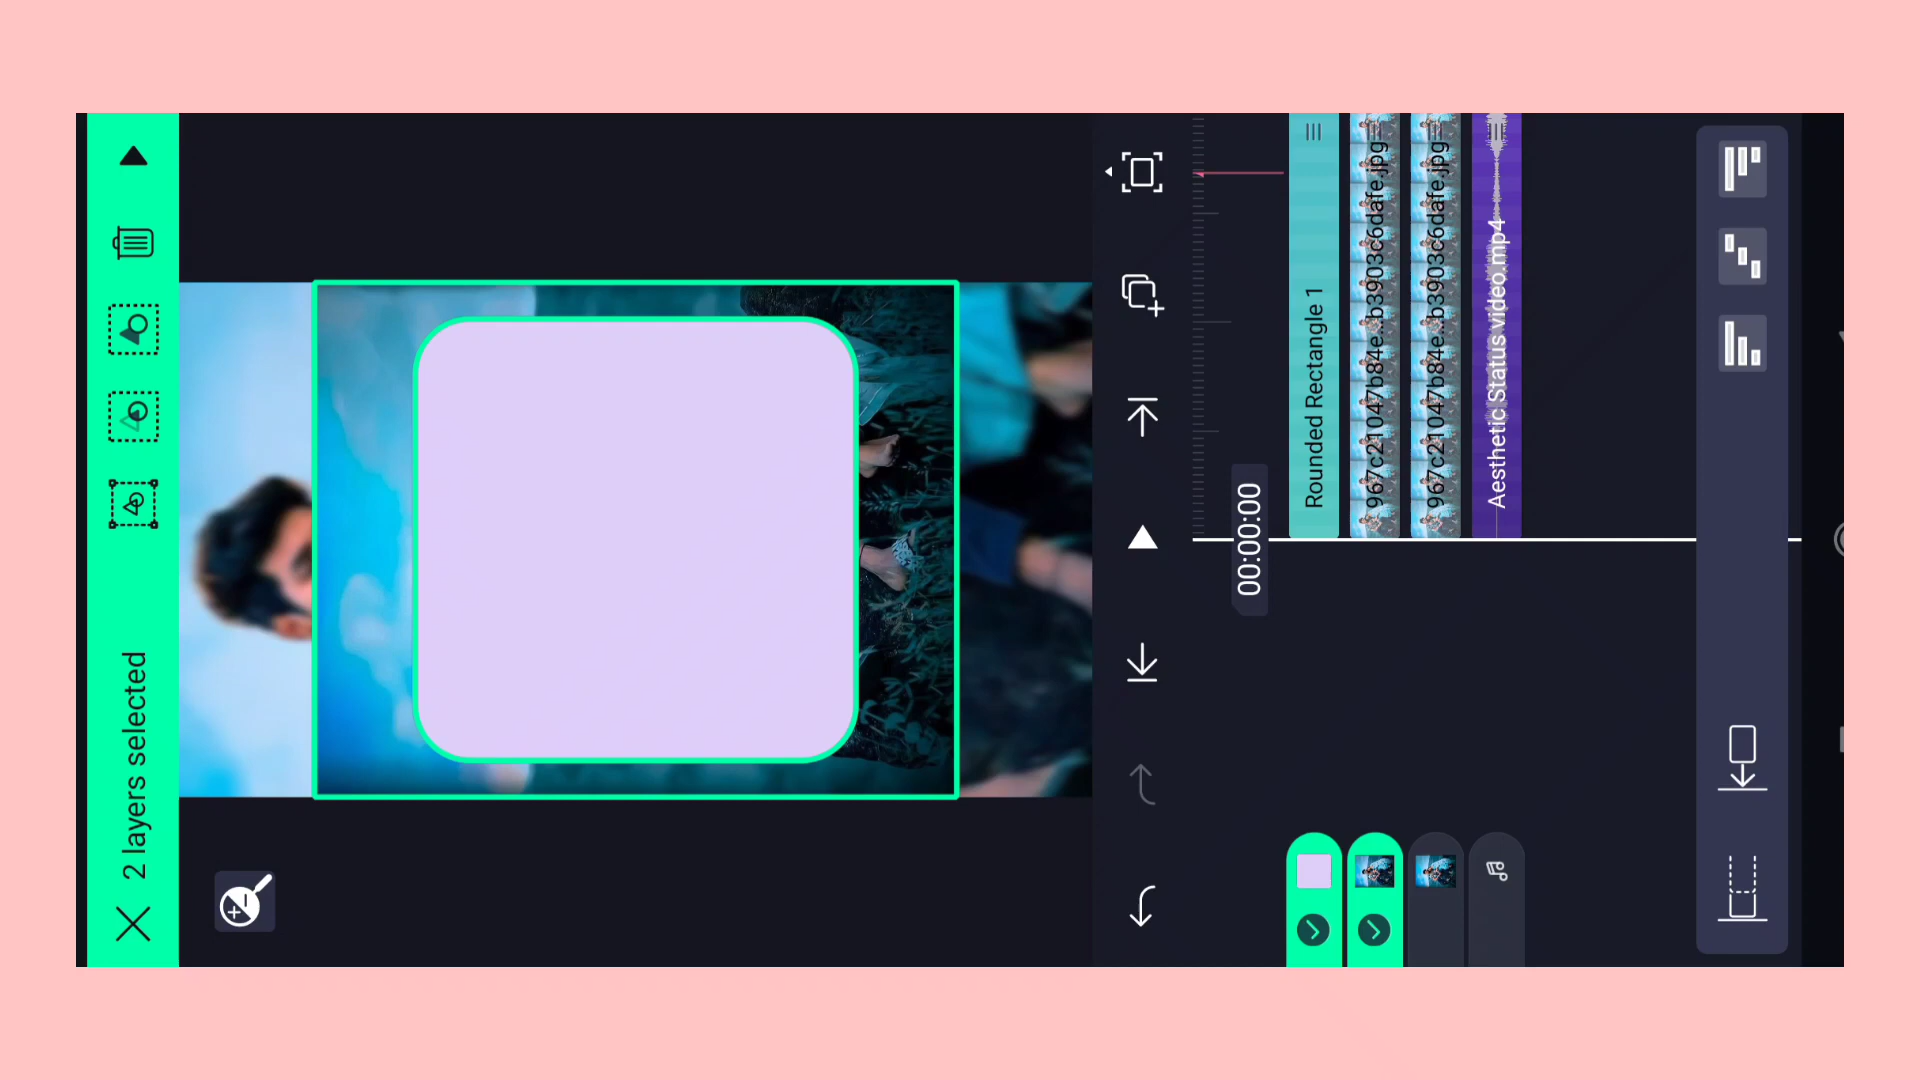 2 layers selected
00:00:00
Rounded Rectangle 1
967c21047b84e...b3903c6dafe.jpg
967c21047b84e...b3903c6dafe.jpg
Aesthetic Status video.mp4